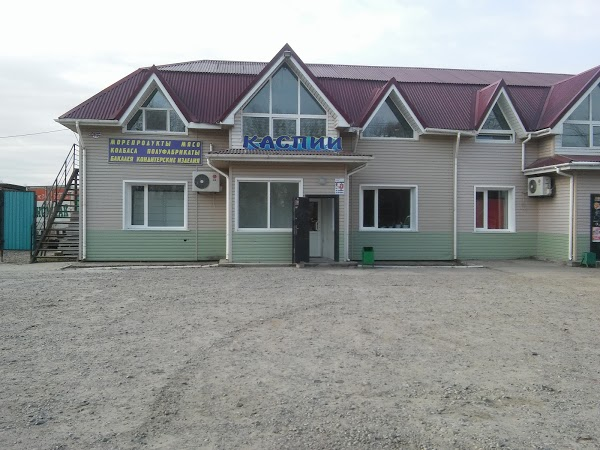 КАСПИЙ
МОРЕПРОДУКТЫ МЯСО
КОЛБАСА ПОЛУФАБРИКАТЫ
БАКАЛЕЯ КОНДИТЕРСКИЕ ИЗДЕЛИЯ